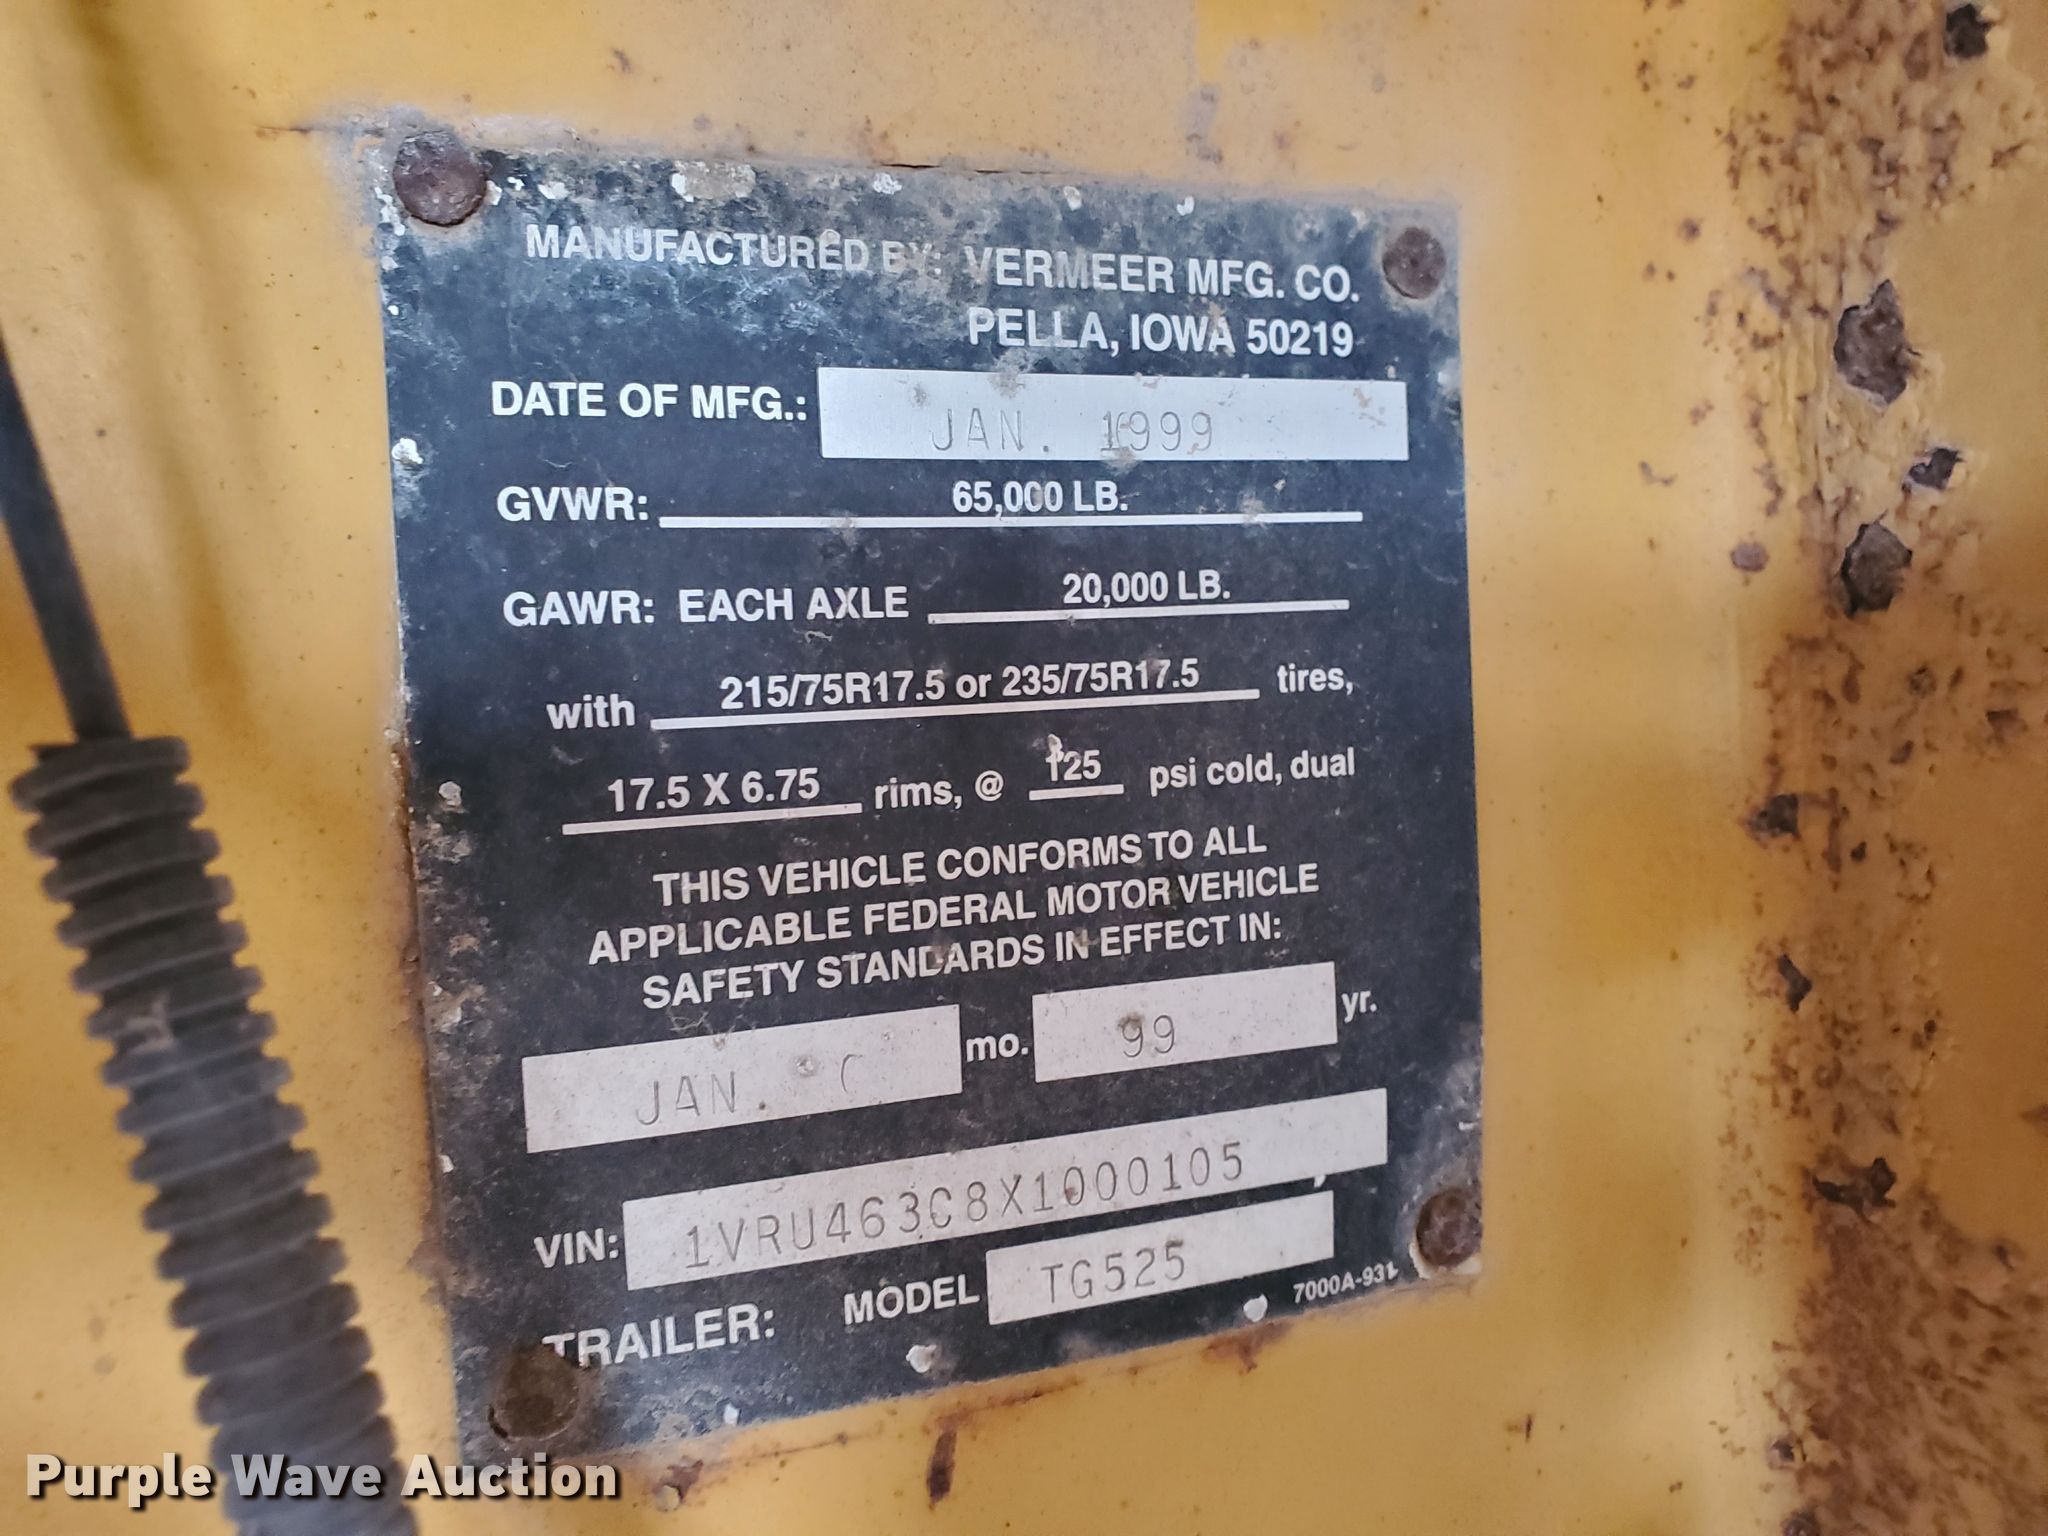 MANUFACTURED BY: VERMEER MFG. CO.
PELLA, IOWA 50219
DATE OF MFG.: JAN. 1999
GVWR: 65,000 LB.
GAWR: EACH AXLE 20,000 LB.
with 215/75R17.5 or 235/75R17.5 tires,
17.5 X 6.75 rims, @ 125 psi cold, dual
THIS VEHICLE CONFORMS TO ALL
APPLICABLE FEDERAL MOTOR VEHICLE
SAFETY STANDARDS IN EFFECT IN:
JAN. mo. 99 yr.
VIN: 1VRU463C8X1000105
TRAILER: MODEL TG525
Purple Wave Auction